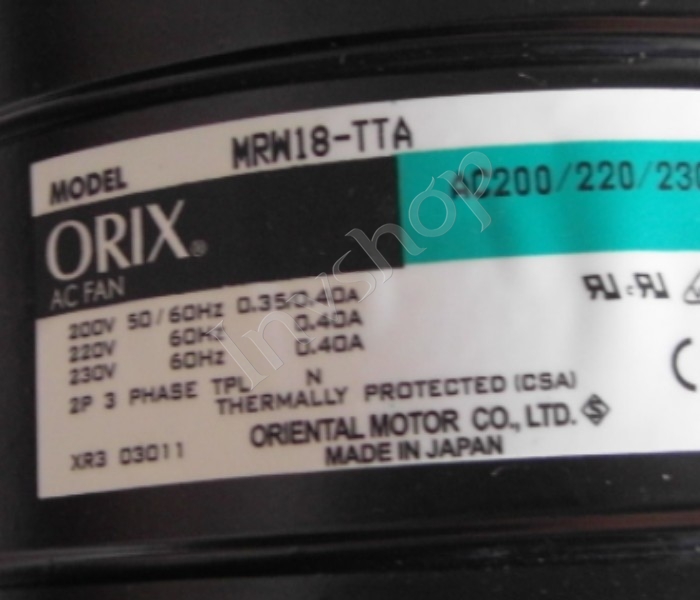 MODEL MRW18-TTA
AC200/220/230
ORIX®
AC FAN
200V 50/60Hz 0.35/0.40A
220V 60Hz 0.40A
230V 60Hz 0.40A
2P 3 PHASE TPL N
THERMALLY PROTECTED (CSA)
XR3 03011
ORIENTAL MOTOR CO., LTD.
MADE IN JAPAN